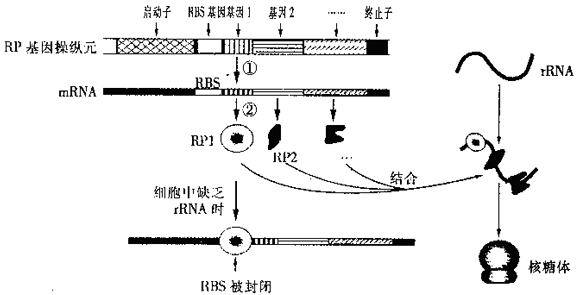 启动子 RBS 基因基因1 基因2 …… 终止子
RP 基因操纵元
①
rRNA
mRNA RBS
②
RP1
RP2
…
结合
细胞中缺乏
rRNA 时
核糖体
RBS 被封闭